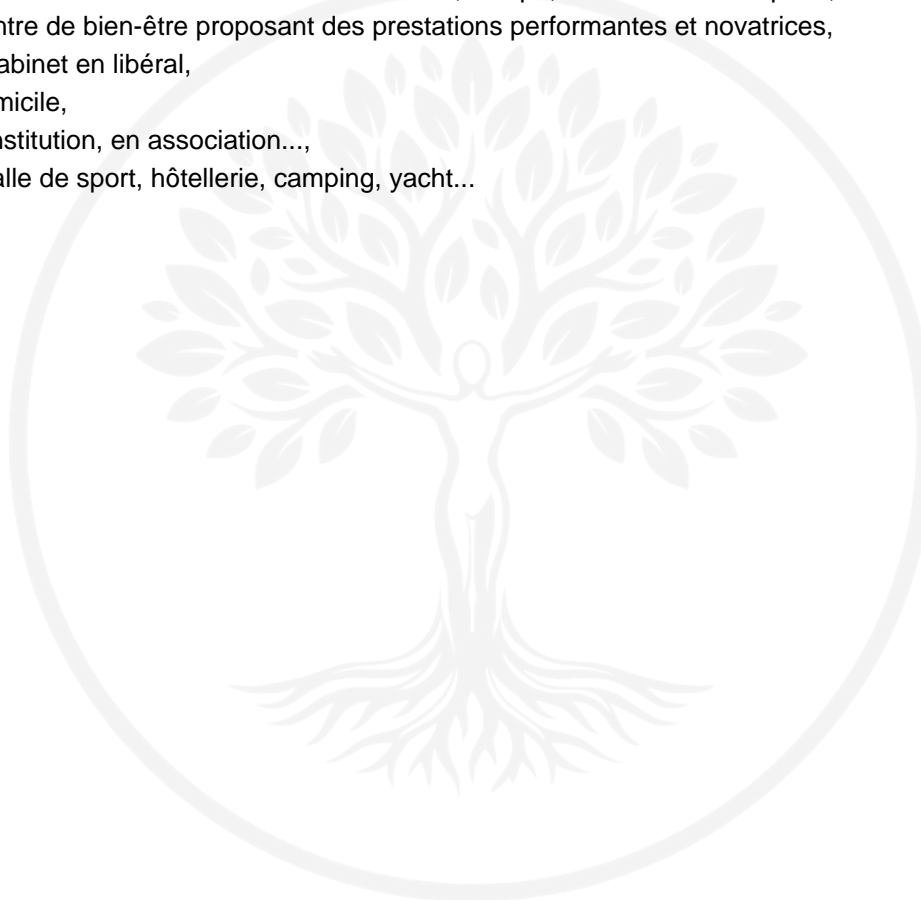 ntre de bien-être proposant des prestations performantes et novatrices,
abinet en libéral,
micile,
nstitution, en association...,
alle de sport, hôtellerie, camping, yacht...